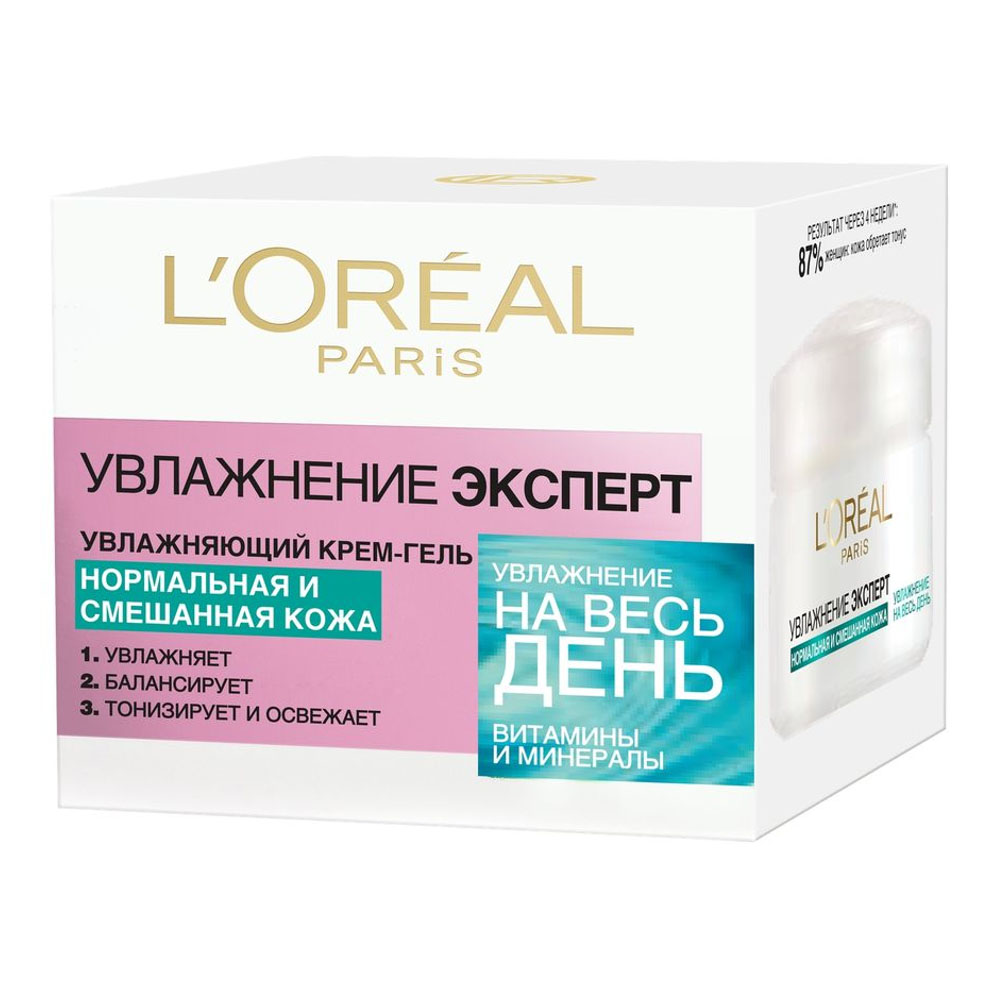 L'ORÉAL
PARiS
УВЛАЖНЕНИЕ ЭКСПЕРТ
УВЛАЖНЯЮЩИЙ КРЕМ-ГЕЛЬ
НОРМАЛЬНАЯ И
СМЕШАННАЯ КОЖА
1. УВЛАЖНЯЕТ
2. БАЛАНСИРУЕТ
3. ТОНИЗИРУЕТ И ОСВЕЖАЕТ
УВЛАЖНЕНИЕ
НА ВЕСЬ
ДЕНЬ
ВИТАМИНЫ
И МИНЕРАЛЫ
РЕЗУЛЬТАТ ЧЕРЕЗ 4 НЕДЕЛИ*:
87% женщин: кожа обретает тонус
L'ORÉAL
PARiS
УВЛАЖНЕНИЕ ЭКСПЕРТ
НОРМАЛЬНАЯ И СМЕШАННАЯ КОЖА
УВЛАЖНЕНИЕ
НА ВЕСЬ ДЕНЬ